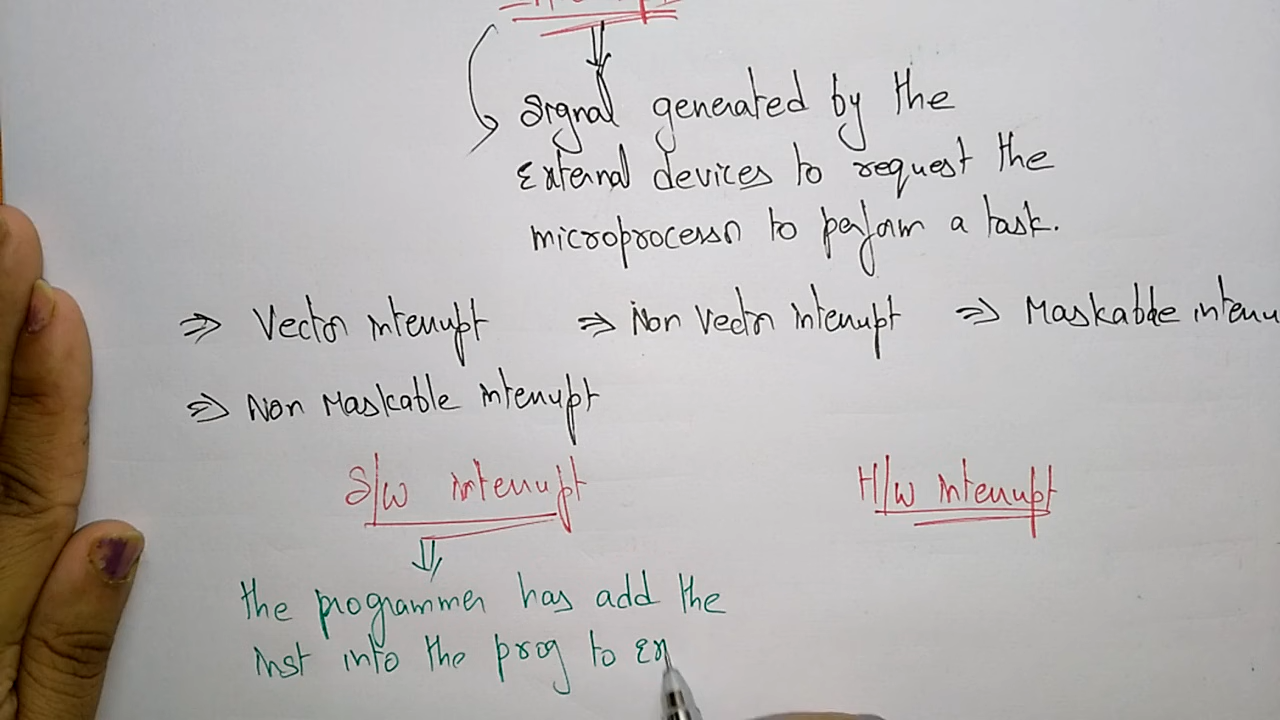 Signal generated by the
External devices to request the
microprocessor to perform a task.
⇒ Vector interrupt ⇒ Non Vector interrupt ⇒ Maskable interru
⇒ Non Maskable interrupt
S/w interrupt H/w interrupt
the programmer has add the
inst into the prog to ex